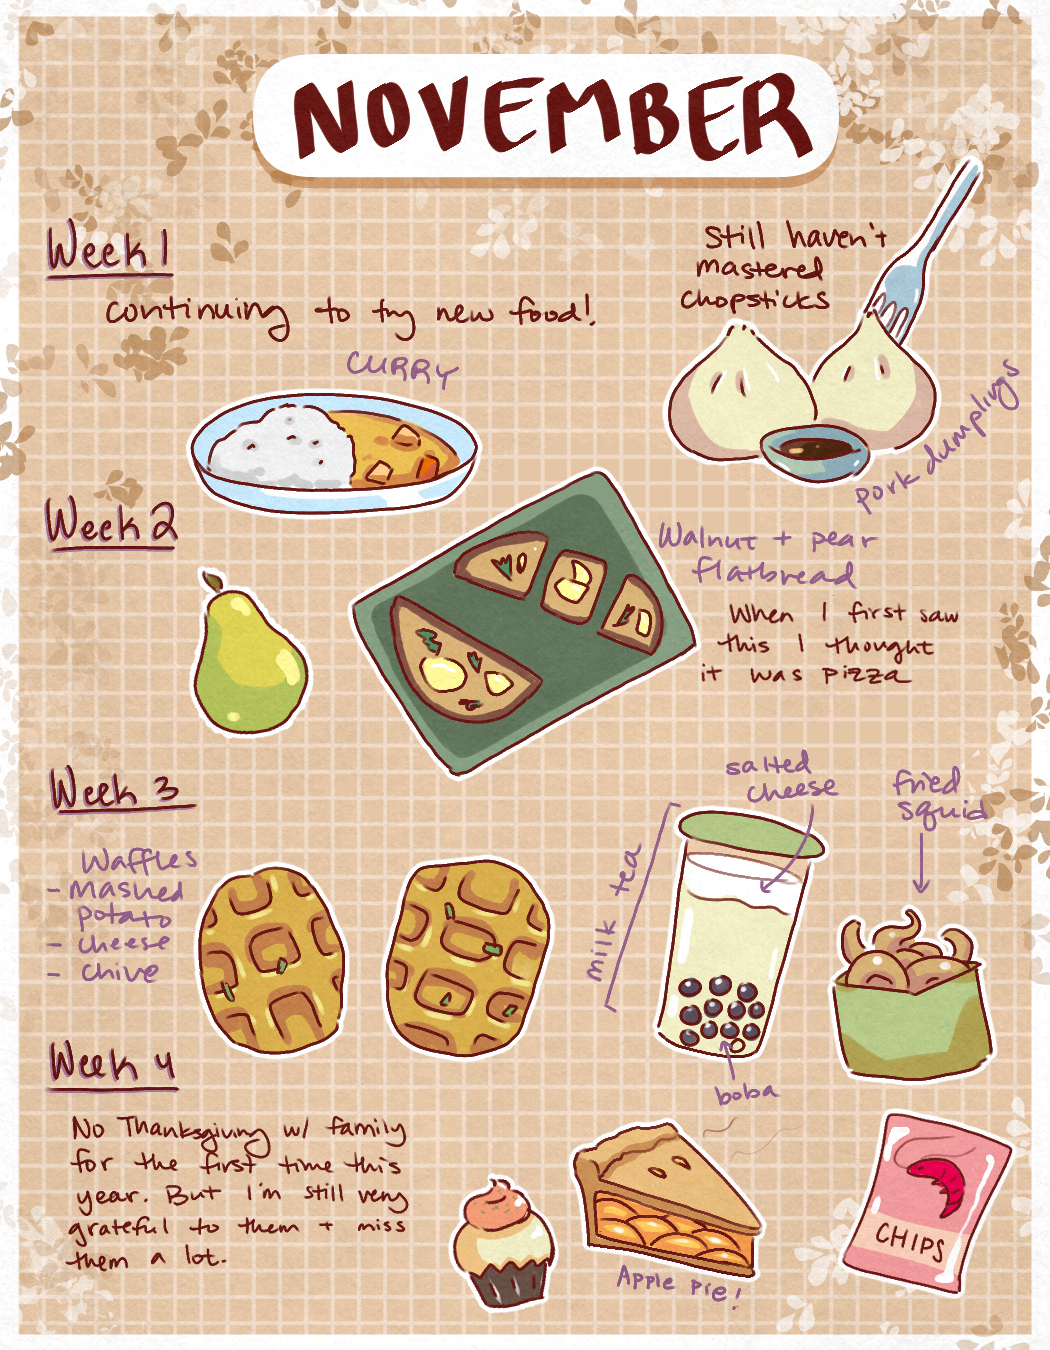 NOVEMBER
Week 1
continuing to try new food!
CURRY
Still haven't
mastered
chopsticks
pork dumplings
Week 2
Walnut + pear
flatbread
When I first saw
this I thought
it was pizza
Week 3
Waffles
- Mashed
potato
- cheese
- chive
milk tea
salted
cheese
boba
fried
squid
Week 4
No Thanksgiving w/ family
for the first time this
year. But I'm still very
grateful to them + miss
them a lot.
Apple pie!
CHIPS